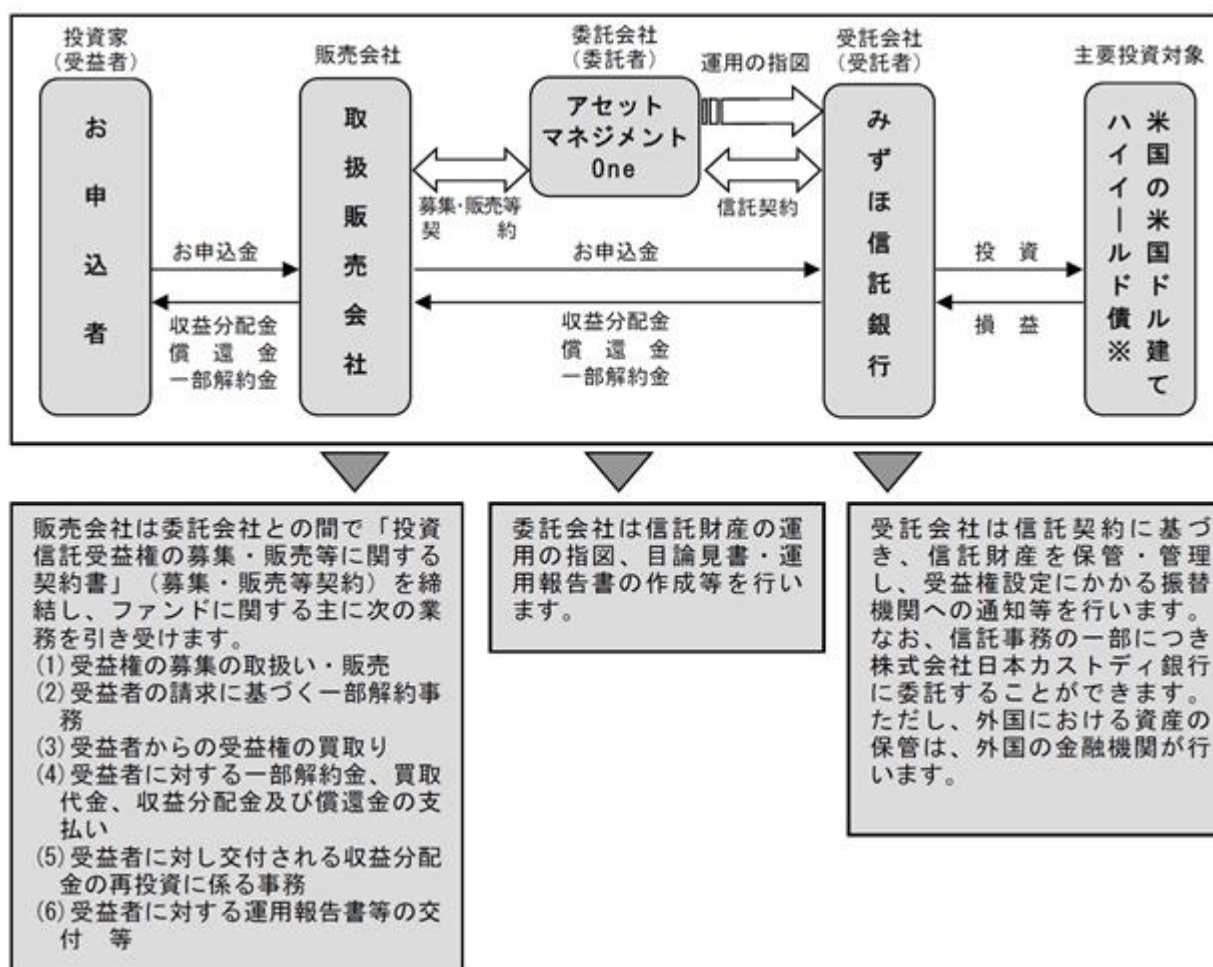 投資家
(受益者)
お申込者
販売会社
取扱販売会社
委託会社
(委託者)
アセット
マネジメント
One
運用の指図
受託会社
(受託者)
みずほ信託銀行
主要投資対象
米国の米国ドル建て
ハイイールド債※
募集・販売等
契 約
信託契約
お申込金
収益分配金
償 還 金
一部解約金
お申込金
収益分配金
償 還 金
一部解約金
投 資
損 益
販売会社は委託会社との間で「投資
信託受益権の募集・販売等に関する
契約書」(募集・販売等契約)を締
結し、ファンドに関する主に次の業
務を引き受けます。
(1)受益権の募集の取扱い・販売
(2)受益者の請求に基づく一部解約事
務
(3)受益者からの受益権の買取り
(4)受益者に対する一部解約金、買取
代金、収益分配金及び償還金の支
払い
(5)受益者に対し交付される収益分配
金の再投資に係る事務
(6)受益者に対する運用報告書等の交
付 等
委託会社は信託財産の運
用の指図、目論見書・運
用報告書の作成等を行い
ます。
受託会社は信託契約に基づ
き、信託財産を保管・管理
し、受益権設定にかかる振替
機関への通知等を行います。
なお、信託事務の一部につき
株式会社日本カストディ銀行
に委託することができます。
ただし、外国における資産の
保管は、外国の金融機関が行
います。